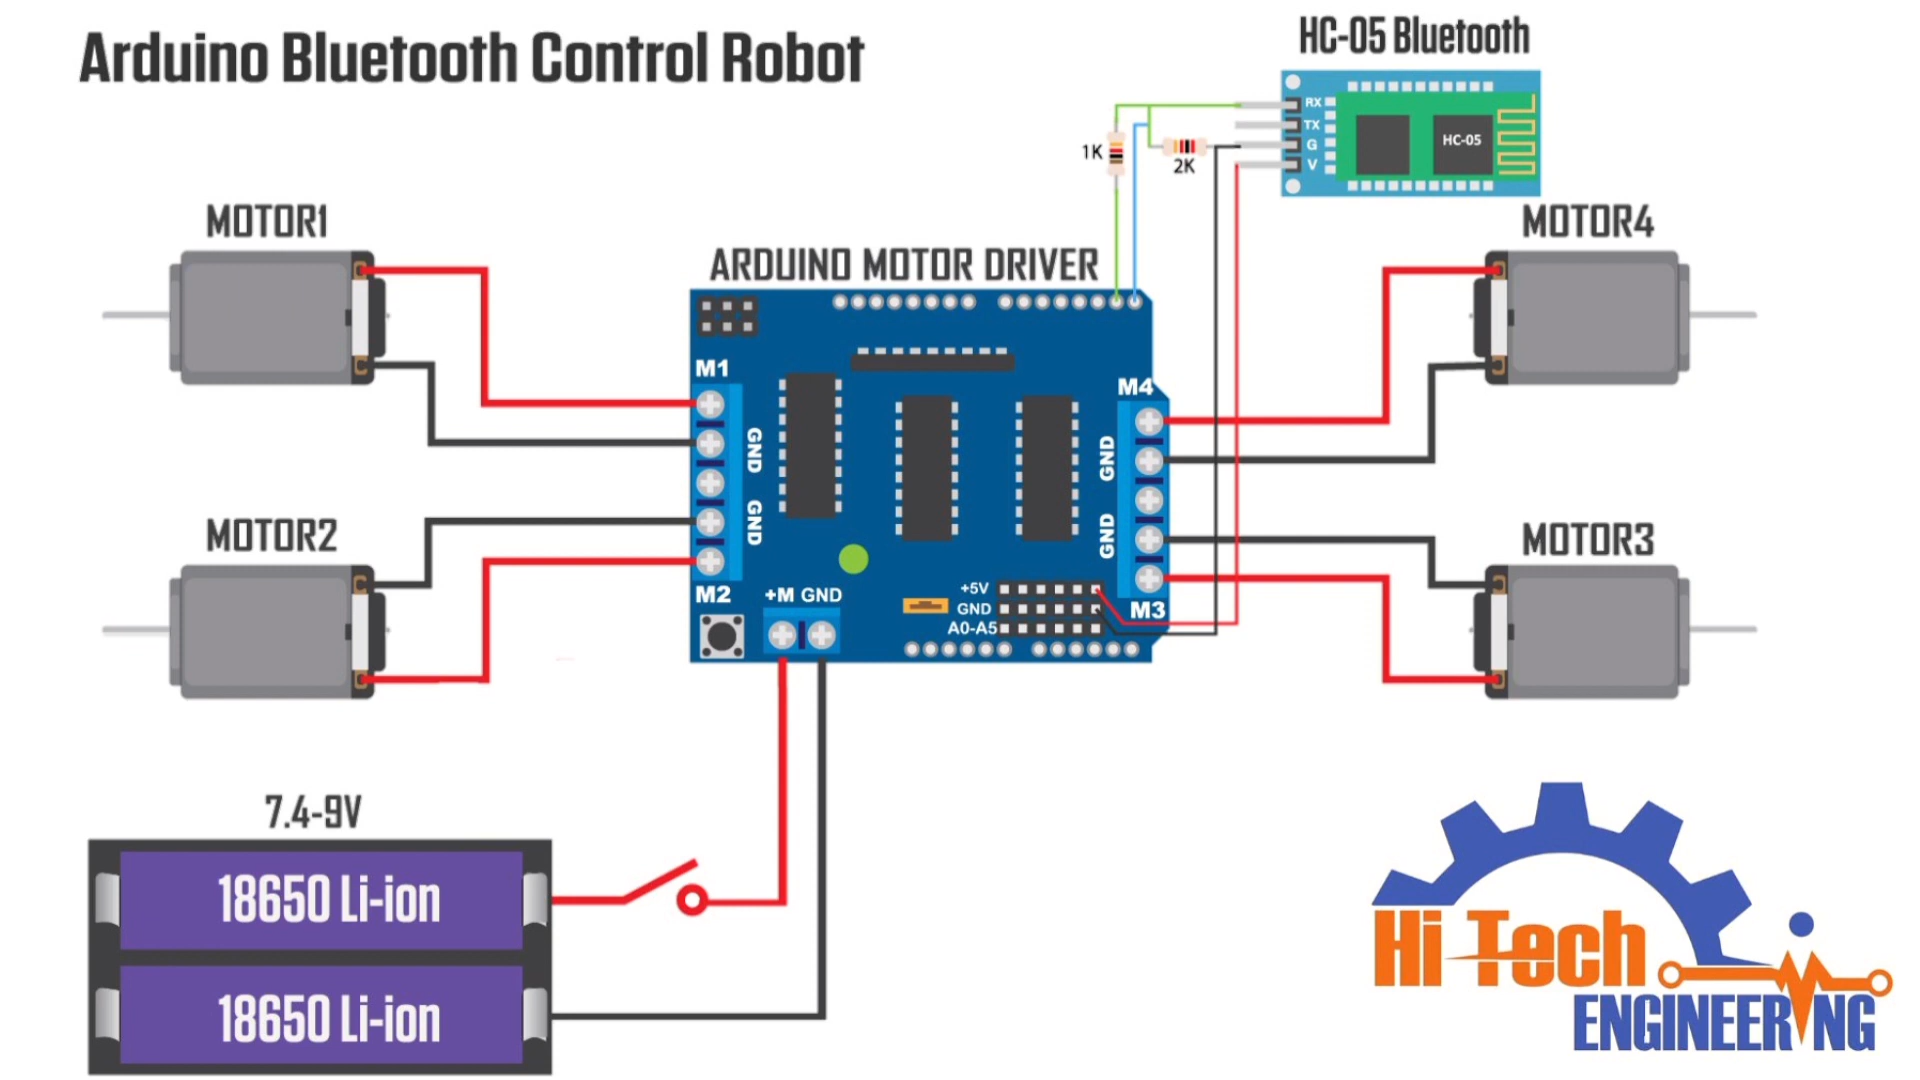 Arduino Bluetooth Control Robot
HC-05 Bluetooth
RX
TX
G
V
HC-05
1K
2K
MOTOR1
MOTOR4
ARDUINO MOTOR DRIVER
M1
M4
GND
GND
GND
GND
MOTOR2
MOTOR3
M2
+M GND
+5V
GND
A0-A5
M3
7.4-9V
18650 Li-ion
18650 Li-ion
Hi Tech
ENGINEERING